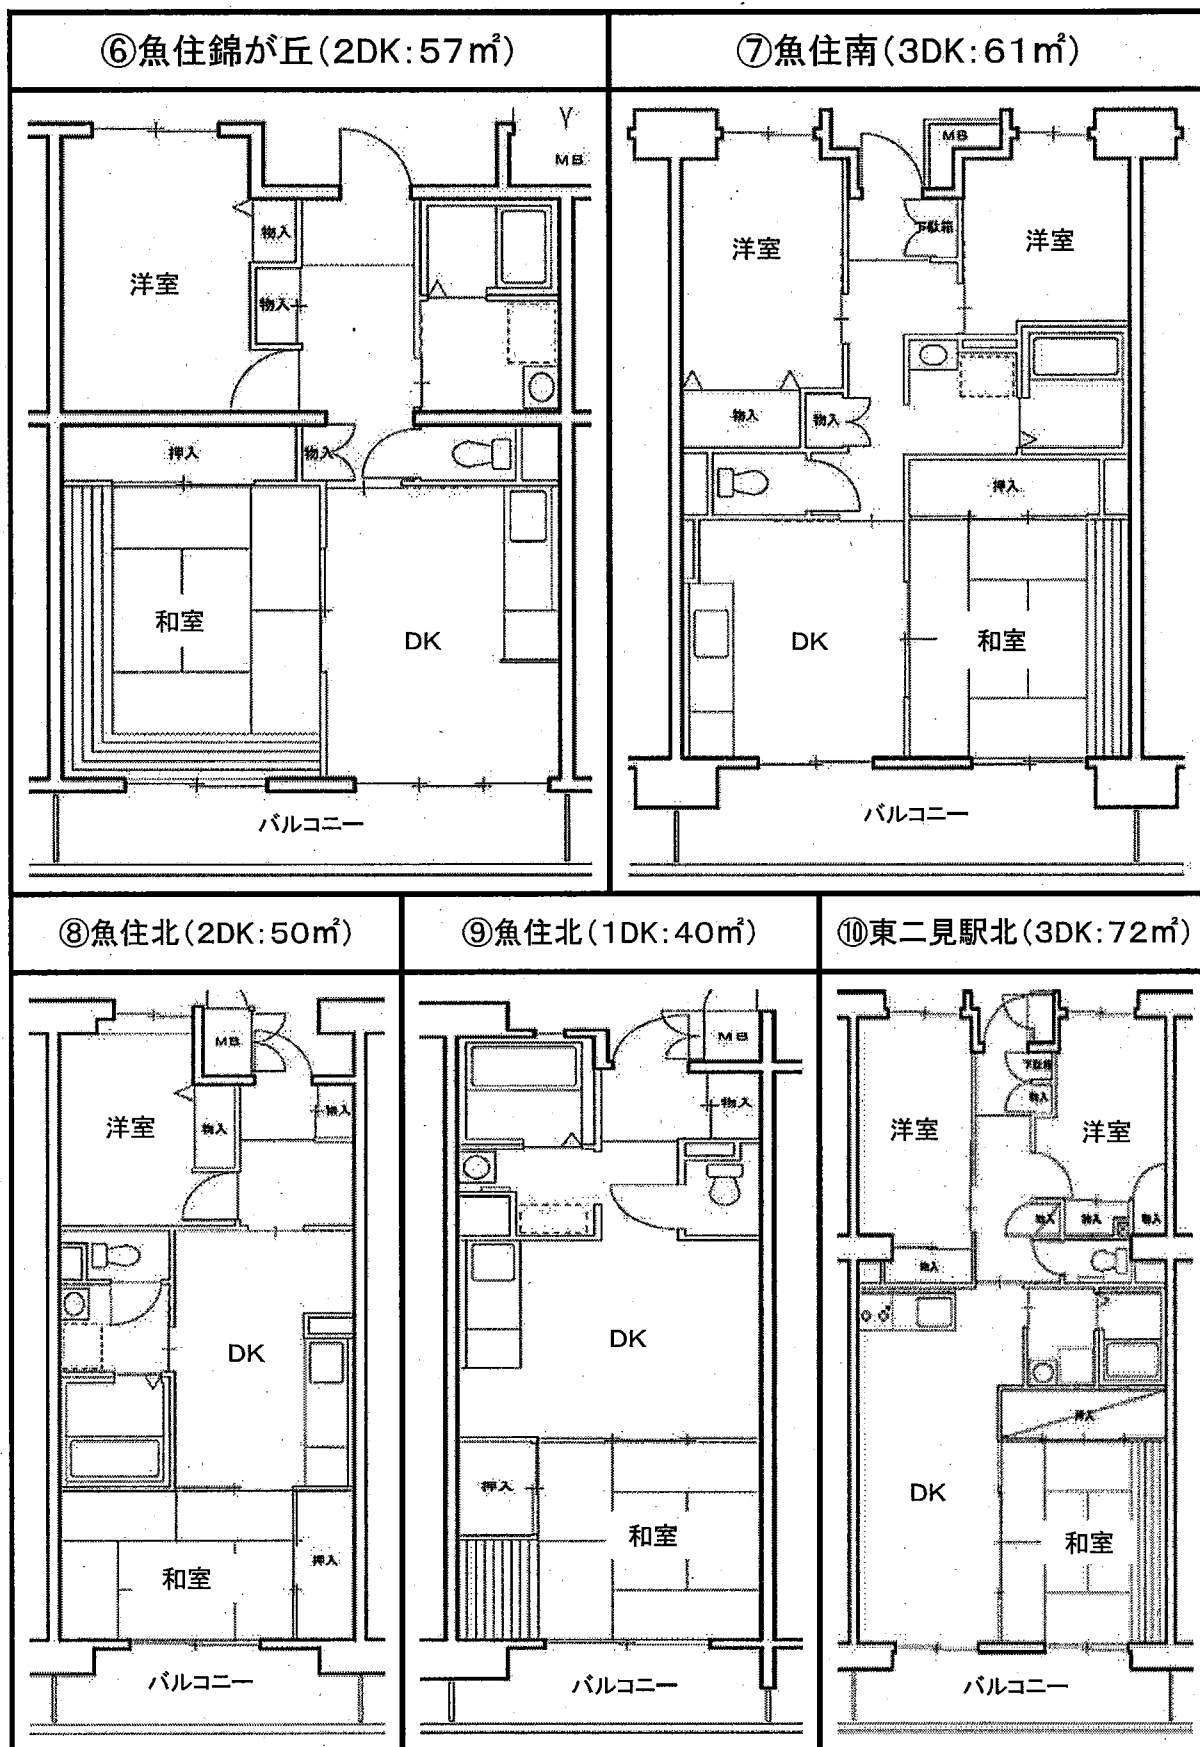 ⑥魚住錦が丘(2DK:57㎡)
MB
物入
洋室
物入
押入
物入
和室
DK
バルコニー
⑦魚住南(3DK:61㎡)
MB
下駄箱
洋室
洋室
物入
物入
押入
DK
和室
バルコニー
⑧魚住北(2DK:50㎡)
MB
物入
洋室
物入
DK
押入
和室
バルコニー
⑨魚住北(1DK:40㎡)
MB
物入
DK
押入
和室
バルコニー
⑩東二見駅北(3DK:72㎡)
下駄箱
物入
洋室
洋室
物入
物入
物入
物入
押入
DK
和室
バルコニー